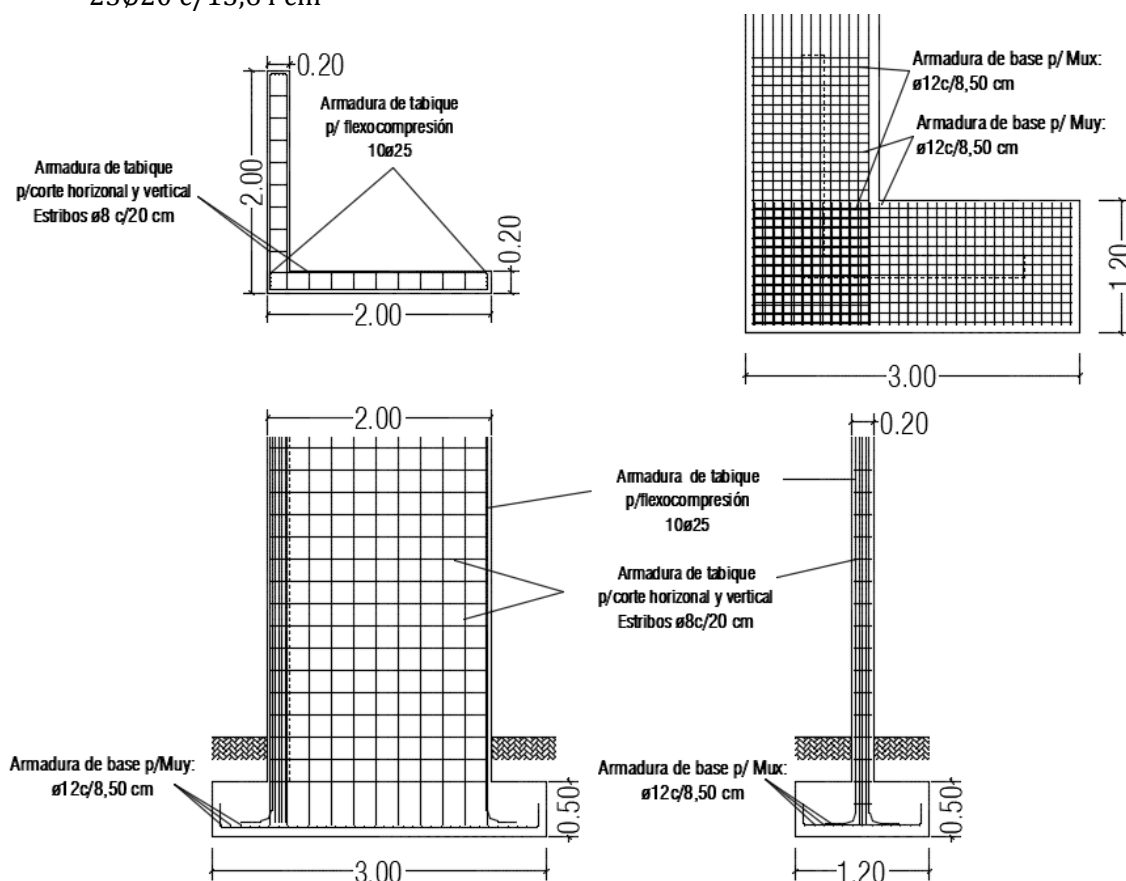 25ø20 c/15,84 cm
0.20
Armadura de tabique
p/ flexocompresión
10ø25
Armadura de tabique
p/corte horizonal y vertical
Estribos ø8 c/20 cm
2.00
0.20
2.00
Armadura de base p/ Mux:
ø12c/8,50 cm
Armadura de base p/ Muy:
ø12c/8,50 cm
1.20
3.00
2.00
0.20
Armadura de tabique
p/flexocompresión
10ø25
Armadura de tabique
p/corte horizonal y vertical
Estribos ø8c/20 cm
Armadura de base p/Muy:
ø12c/8,50 cm
0.50
3.00
Armadura de base p/ Mux:
ø12c/8,50 cm
0.50
1.20